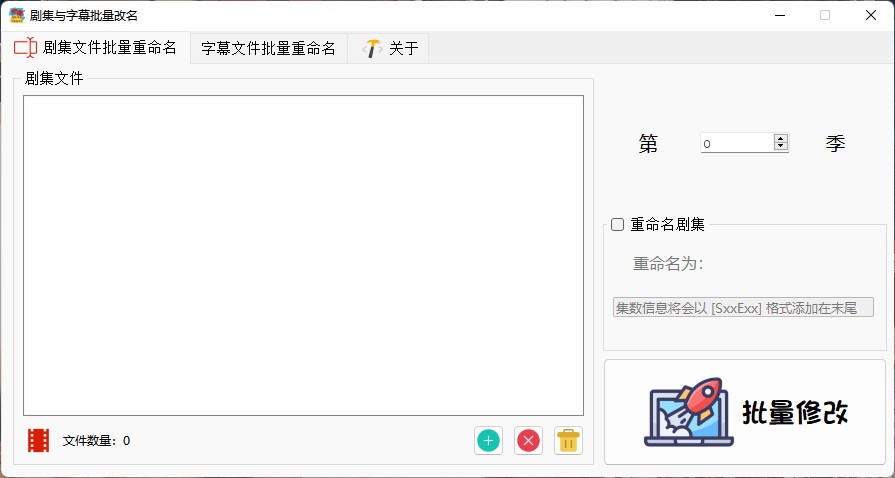 剧集与字幕批量改名
剧集文件批量重命名
字幕文件批量重命名
关于
剧集文件
第
0
季
重命名剧集
重命名为：
集数信息将会以 [SxxExx] 格式添加在末尾
文件数量：0
批量修改